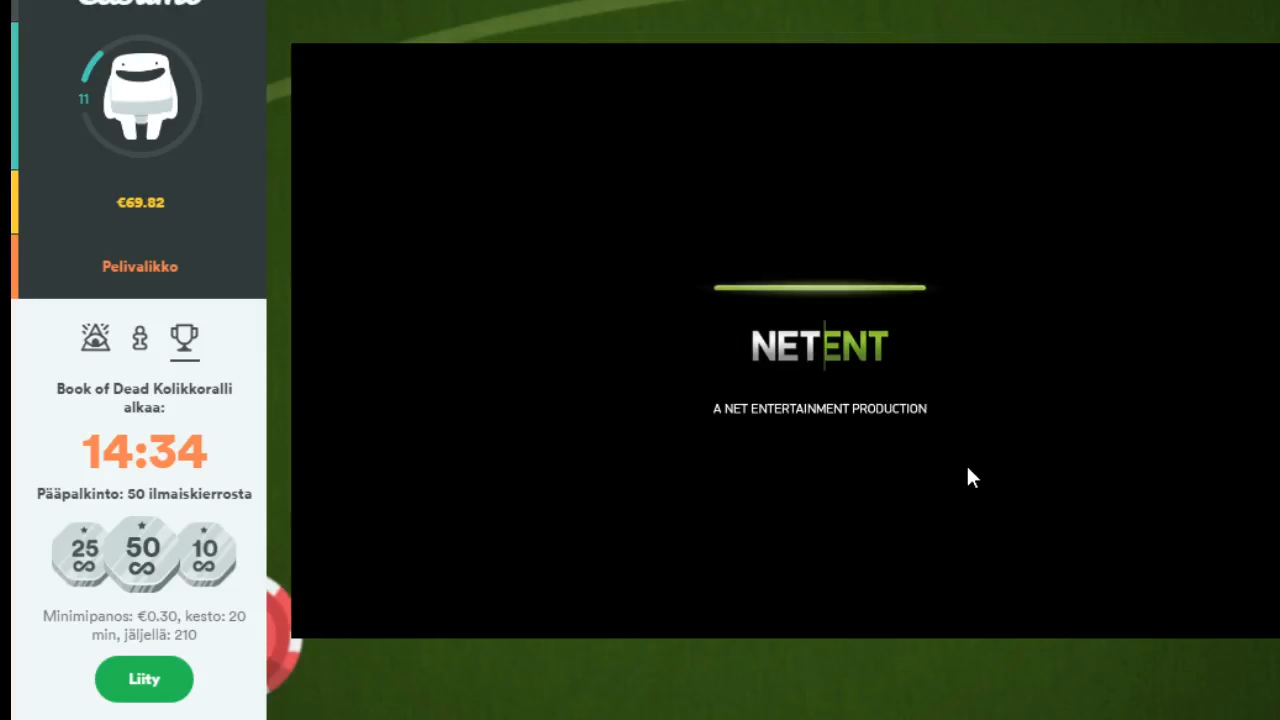 11
€69.82
Pelivalikko
Book of Dead Kolikkoralli
alkaa:
14:34
Pääpalkinto: 50 ilmaiskierrosta
25
50
10
Minimipanos: €0.30, kesto: 20
min, jäljellä: 210
Liity
NETENT
A NET ENTERTAINMENT PRODUCTION